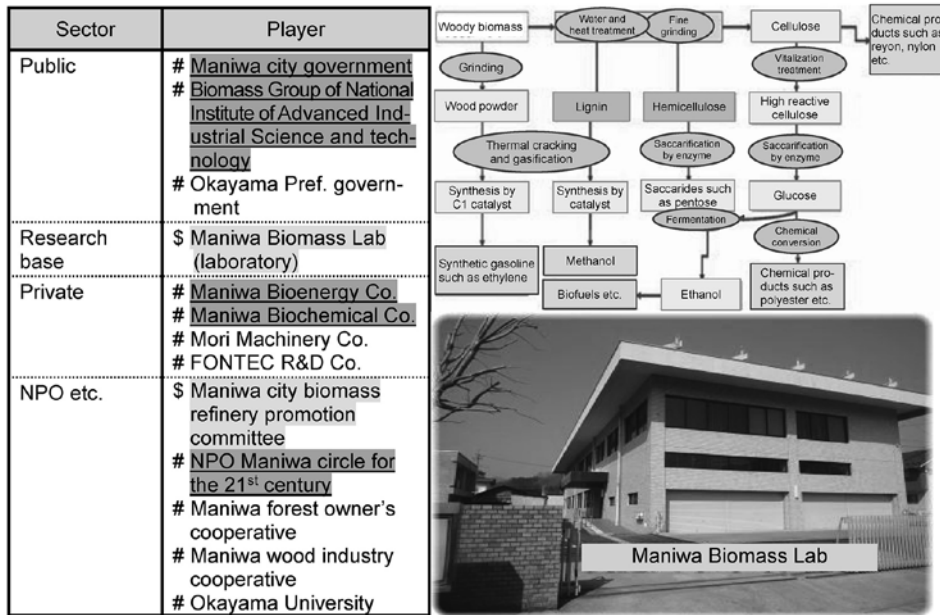 Sector
Player
Public
# Maniwa city government
# Biomass Group of National
Institute of Advanced Ind-
ustrial Science and tech-
nology
# Okayama Pref. govern-
ment
Research
base
$ Maniwa Biomass Lab
(laboratory)
Private
# Maniwa Bioenergy Co.
# Maniwa Biochemical Co.
# Mori Machinery Co.
# FONTEC R&D Co.
NPO etc.
$ Maniwa city biomass
refinery promotion
committee
# NPO Maniwa circle for
the 21st century
# Maniwa forest owner's
cooperative
# Maniwa wood industry
cooperative
# Okayama University
Woody biomass
Water and
heat treatment
Fine
grinding
Cellulose
Chemical pro-
ducts such as
reyon, nylon
etc.
Grinding
Vitalization
treatment
Wood powder
Lignin
Hemicellulose
High reactive
cellulose
Thermal cracking
and gasification
Saccarification
by enzyme
Saccarification
by enzyme
Synthesis by
C1 catalyst
Synthesis by
catalyst
Saccarides such
as pentose
Glucose
Fermentation
Chemical
conversion
Synthetic gasoline
such as ethylene
Methanol
Biofuels etc.
Ethanol
Chemical pro-
ducts such as
polyester etc.
Maniwa Biomass Lab